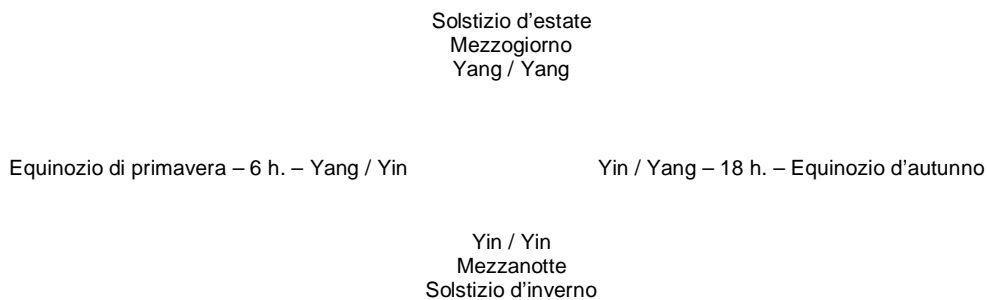 Solstizio d’estate
Mezzogiorno
Yang / Yang
Equinozio di primavera – 6 h. – Yang / Yin
Yin / Yang – 18 h. – Equinozio d’autunno
Yin / Yin
Mezzanotte
Solstizio d’inverno